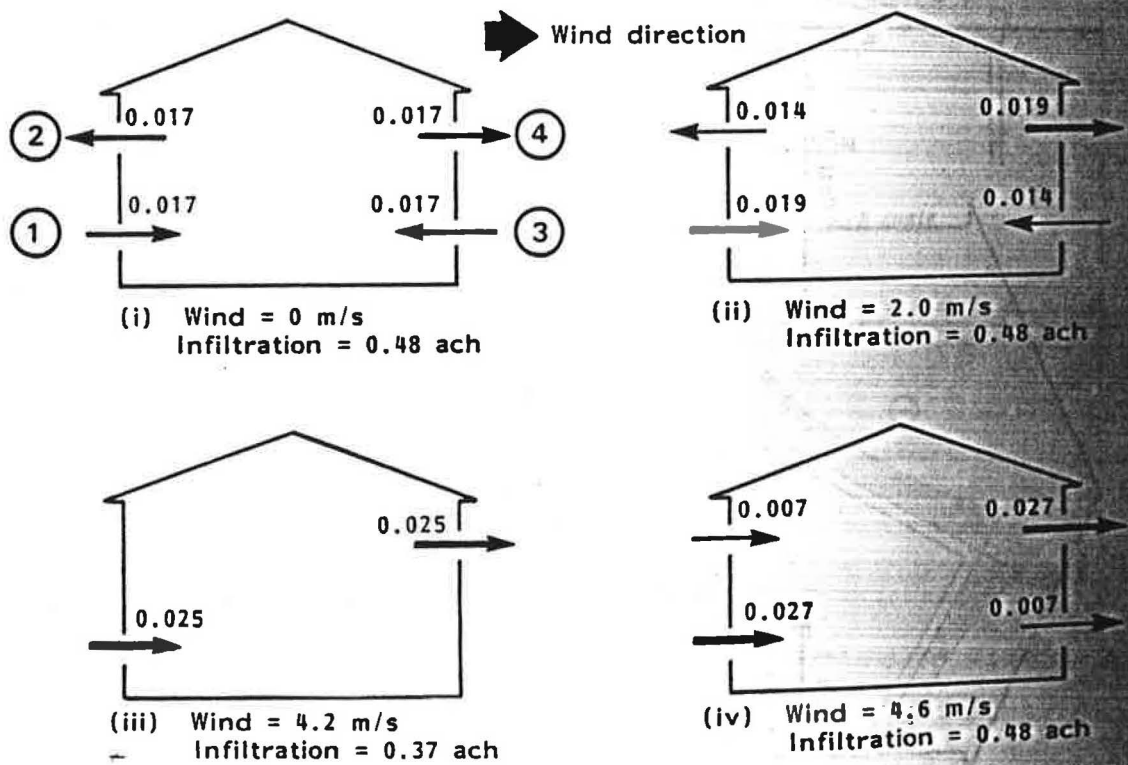 Wind direction
0.017
0.017
2
4
0.017
0.017
1
3
(i) Wind = 0 m/s
Infiltration = 0.48 ach
0.014
0.019
0.019
0.014
(ii) Wind = 2.0 m/s
Infiltration = 0.48 ach
0.025
0.025
(iii) Wind = 4.2 m/s
Infiltration = 0.37 ach
0.007
0.027
0.027
0.007
(iv) Wind = 4.6 m/s
Infiltration = 0.48 ach